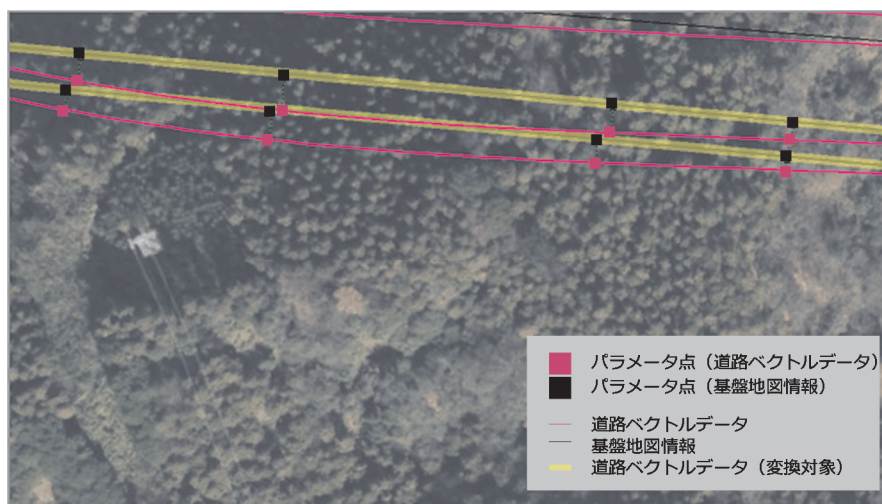 パラメータ点（道路ベクトルデータ）
パラメータ点（基盤地図情報）
道路ベクトルデータ
基盤地図情報
道路ベクトルデータ（変換対象）